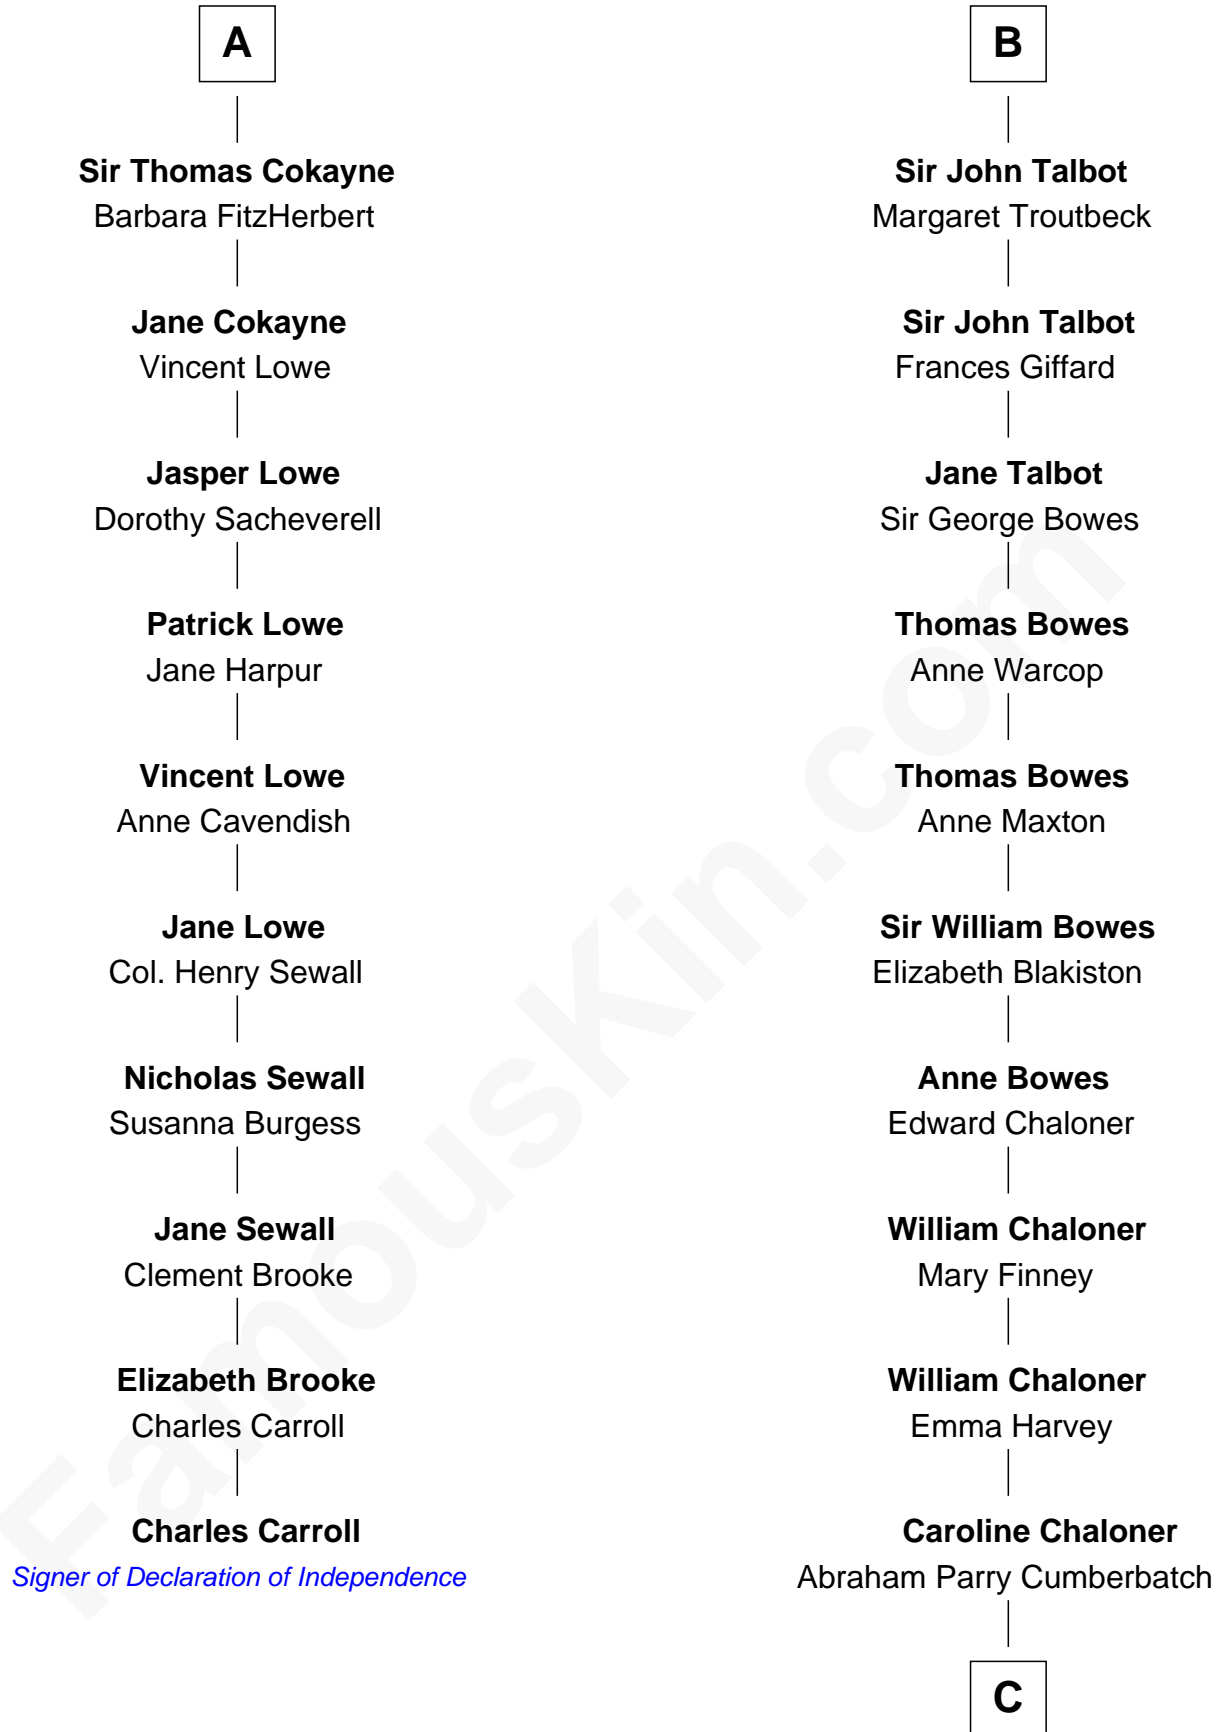 A
Sir Thomas Cokayne
Barbara FitzHerbert
Jane Cokayne
Vincent Lowe
Jasper Lowe
Dorothy Sacheverell
Patrick Lowe
Jane Harpur
Vincent Lowe
Anne Cavendish
Jane Lowe
Col. Henry Sewall
Nicholas Sewall
Susanna Burgess
Jane Sewall
Clement Brooke
Elizabeth Brooke
Charles Carroll
Charles Carroll
Signer of Declaration of Independence
B
Sir John Talbot
Margaret Troutbeck
Sir John Talbot
Frances Giffard
Jane Talbot
Sir George Bowes
Thomas Bowes
Anne Warcop
Thomas Bowes
Anne Maxton
Sir William Bowes
Elizabeth Blakiston
Anne Bowes
Edward Chaloner
William Chaloner
Mary Finney
William Chaloner
Emma Harvey
Caroline Chaloner
Abraham Parry Cumberbatch
C
FamousKin.com